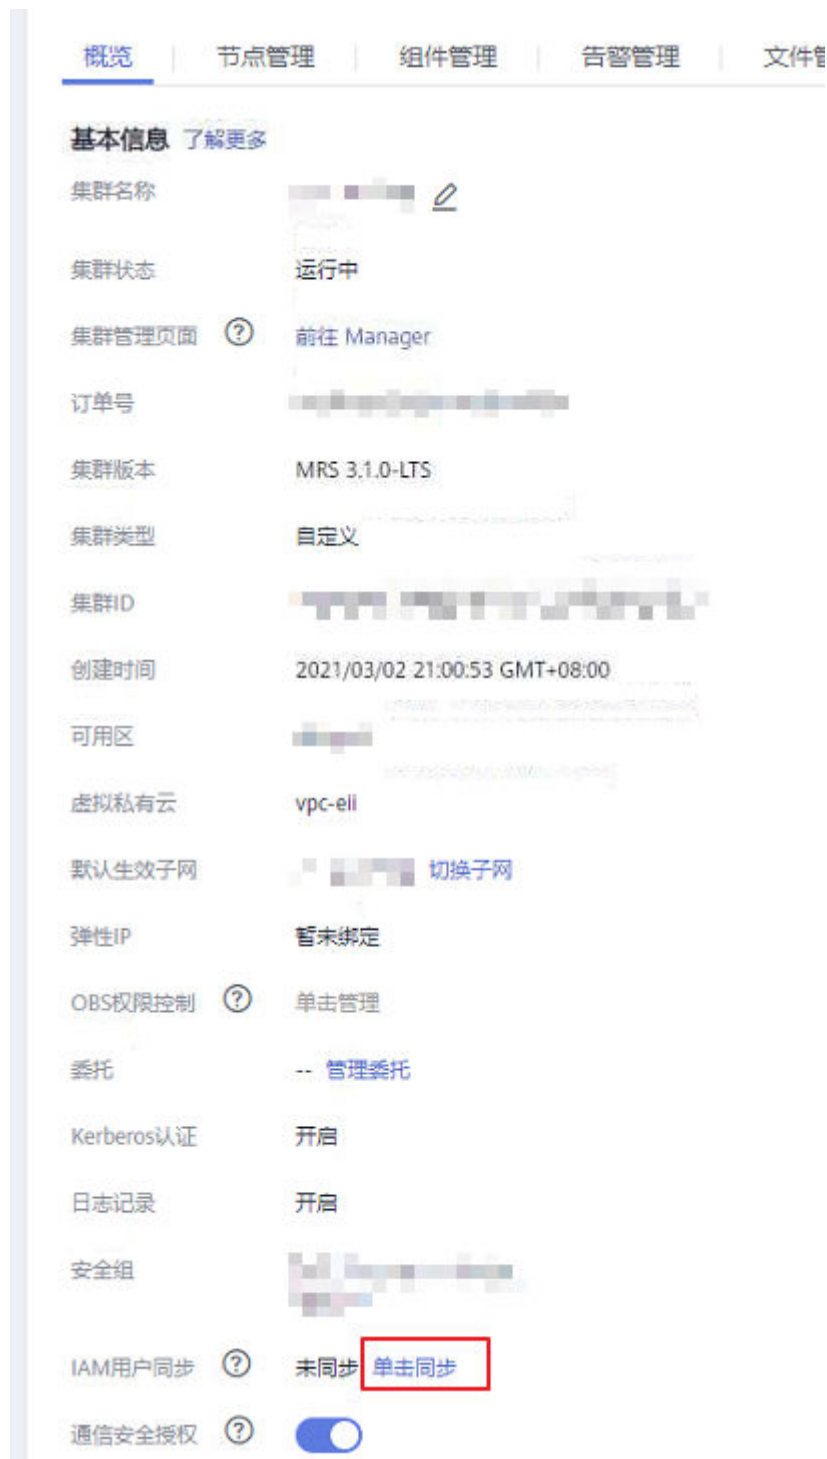 概览 节点管理 组件管理 告警管理 文件管
基本信息 了解更多
集群名称
集群状态 运行中
集群管理页面 前往 Manager
订单号
集群版本 MRS 3.1.0-LTS
集群类型 自定义
集群ID
创建时间 2021/03/02 21:00:53 GMT+08:00
可用区
虚拟私有云 vpc-eii
默认生效子网 切换子网
弹性IP 暂未绑定
OBS权限控制 单击管理
委托 -- 管理委托
Kerberos认证 开启
日志记录 开启
安全组
IAM用户同步 未同步 单击同步
通信安全授权